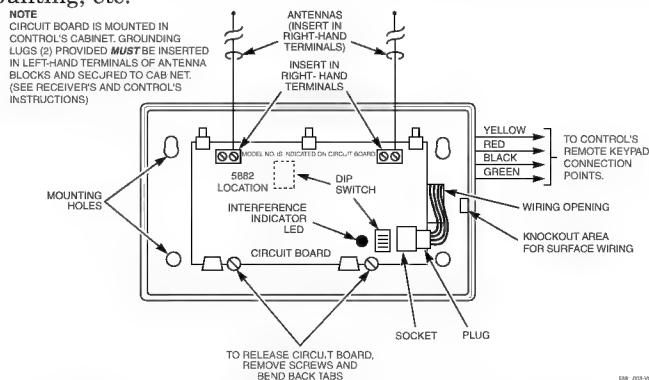 NOTE
CIRCUIT BOARD IS MOUNTED IN
CONTROL'S CABINET. GROUNDING
LUGS (2) PROVIDED MUST BE INSERTED
IN LEFT-HAND TERMINALS OF ANTENNA
BLOCKS AND SECURED TO CAB NET.
(SEE RECEIVER'S AND CONTROL'S
INSTRUCTIONS)
ANTENNAS
(INSERT IN
RIGHT-HAND
TERMINALS)
INSERT IN
RIGHT- HAND
TERMINALS
YELLOW
RED
BLACK
GREEN
TO CONTROL'S
REMOTE KEYPAD
CONNECTION
POINTS.
MODEL NO. IS INDICATED ON CIRCUIT BOARD
5882
LOCATION
DIP
SWITCH
MOUNTING
HOLES
INTERFERENCE
INDICATOR
LED
WIRING OPENING
KNOCKOUT AREA
FOR SURFACE WIRING
CIRCUIT BOARD
SOCKET
PLUG
TO RELEASE CIRCU.T BOARD,
REMOVE SCREWS AND
BEND BACK TABS